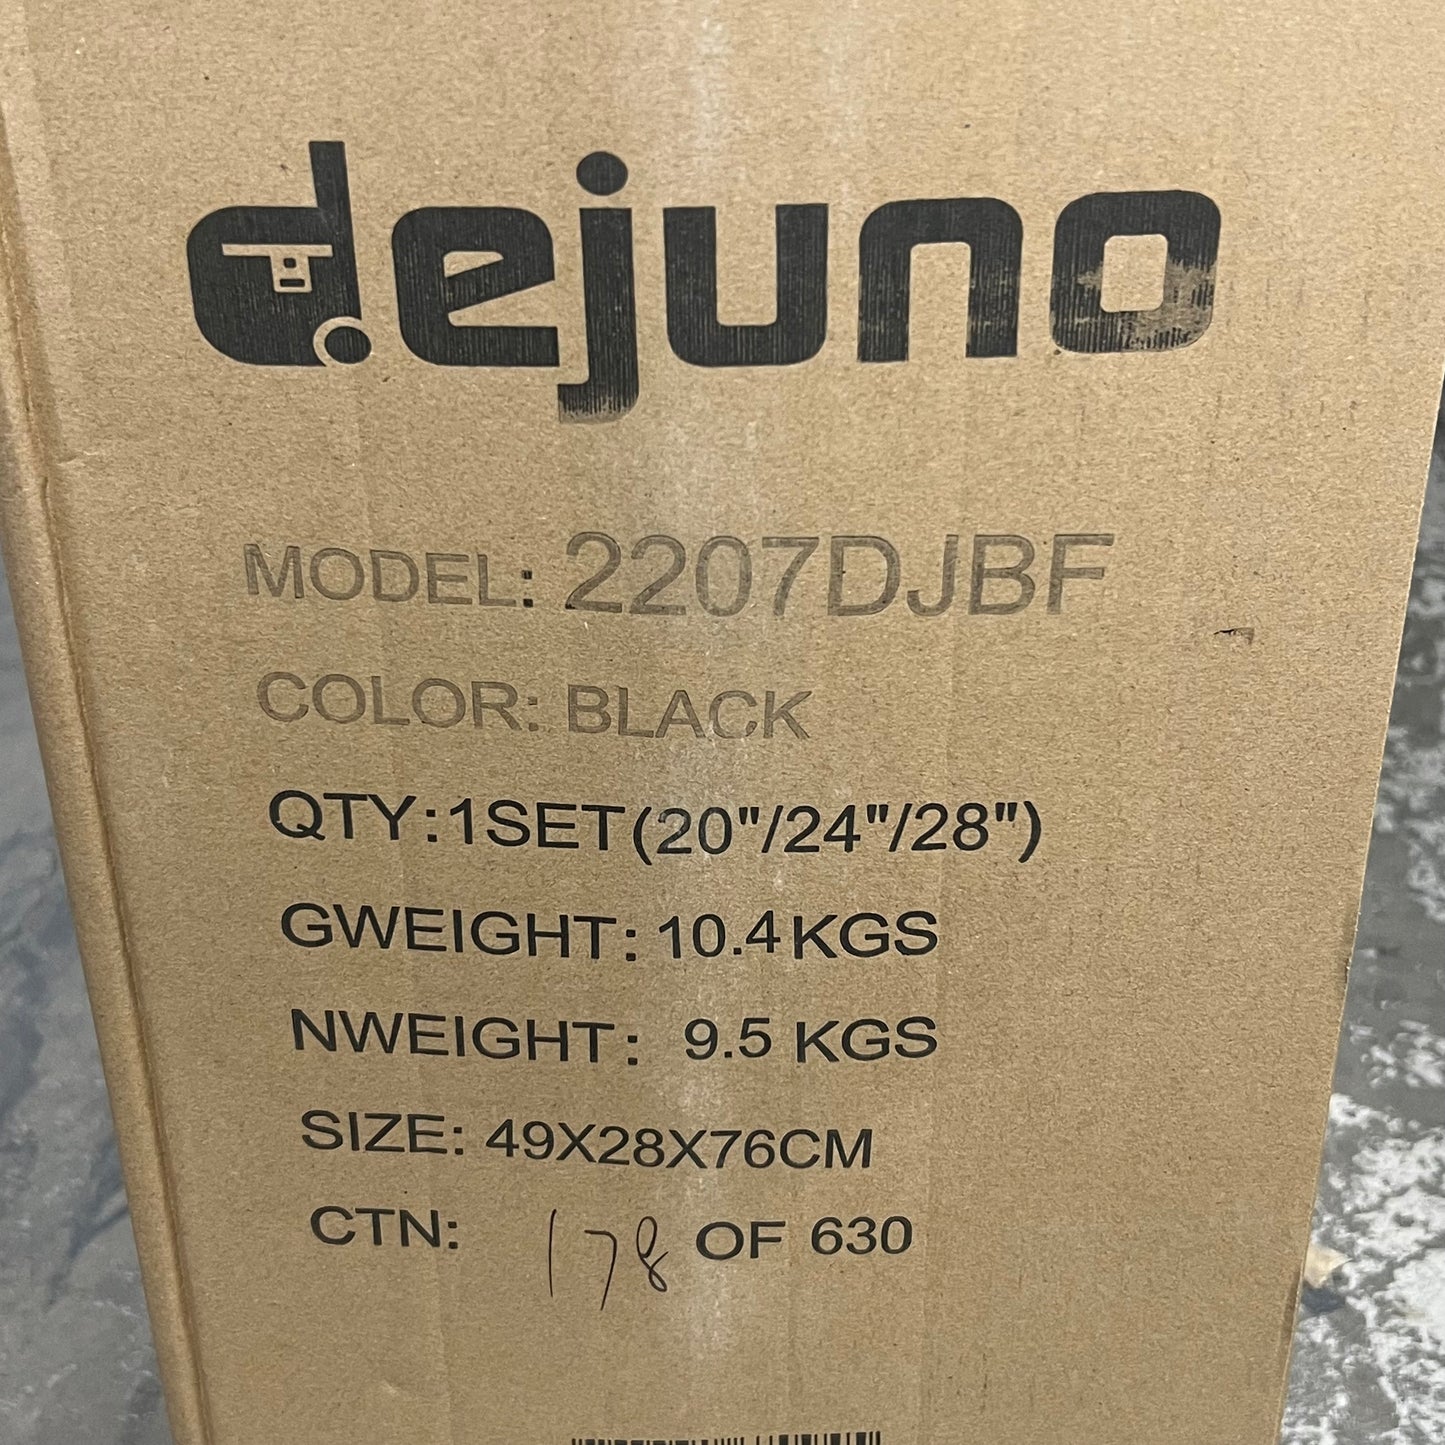 dejuno
MODEL: 2207DJBF
COLOR: BLACK
QTY:1SET(20"/24"/28")
GWEIGHT: 10.4KGS
NWEIGHT: 9.5 KGS
SIZE: 49X28X76CM
CTN: 178 OF 630